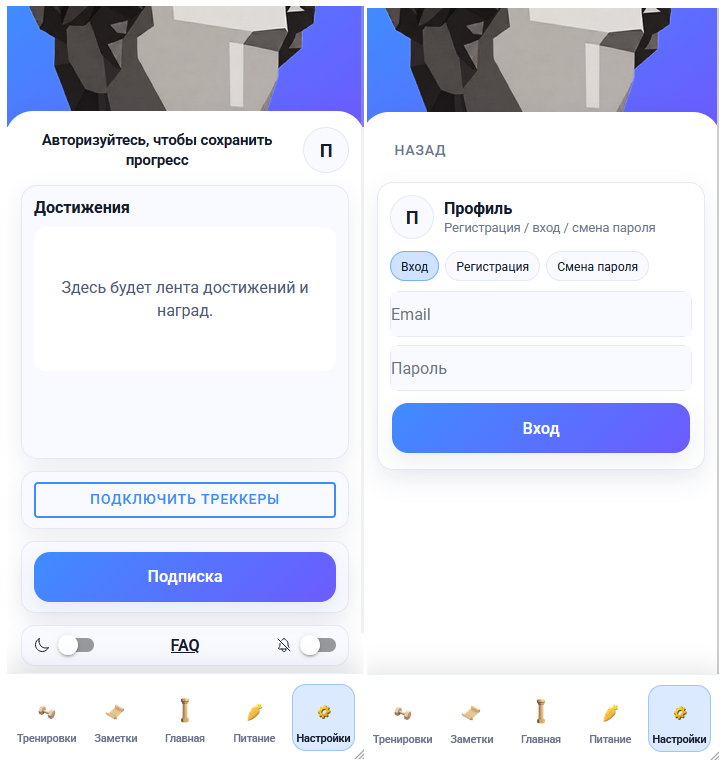 Авторизуйтесь, чтобы сохранить
прогресс
П
Достижения
Здесь будет лента достижений и
наград.
ПОДКЛЮЧИТЬ ТРЕККЕРЫ
Подписка
FAQ
Тренировки Заметки Главная Питание Настройки
НАЗАД
П
Профиль
Регистрация / вход / смена пароля
Вход Регистрация Смена пароля
Email
Пароль
Вход
Тренировки Заметки Главная Питание Настройки